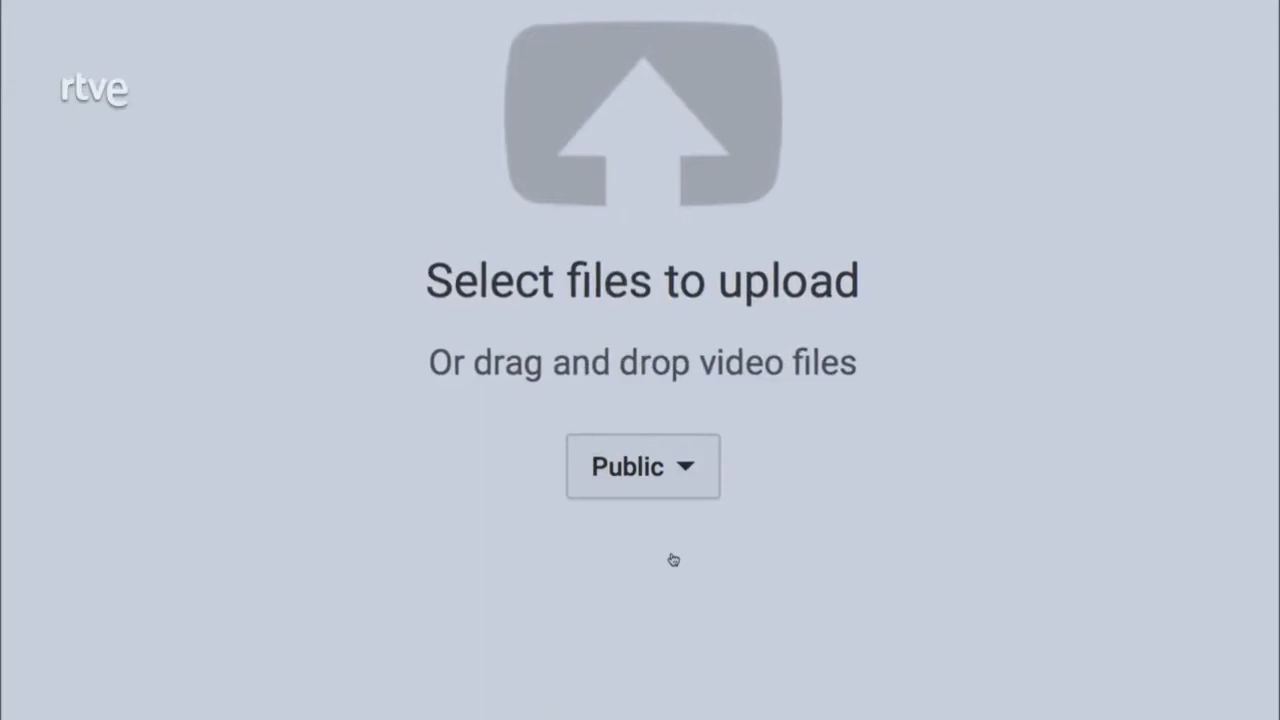 rtve
Select files to upload
Or drag and drop video files
Public